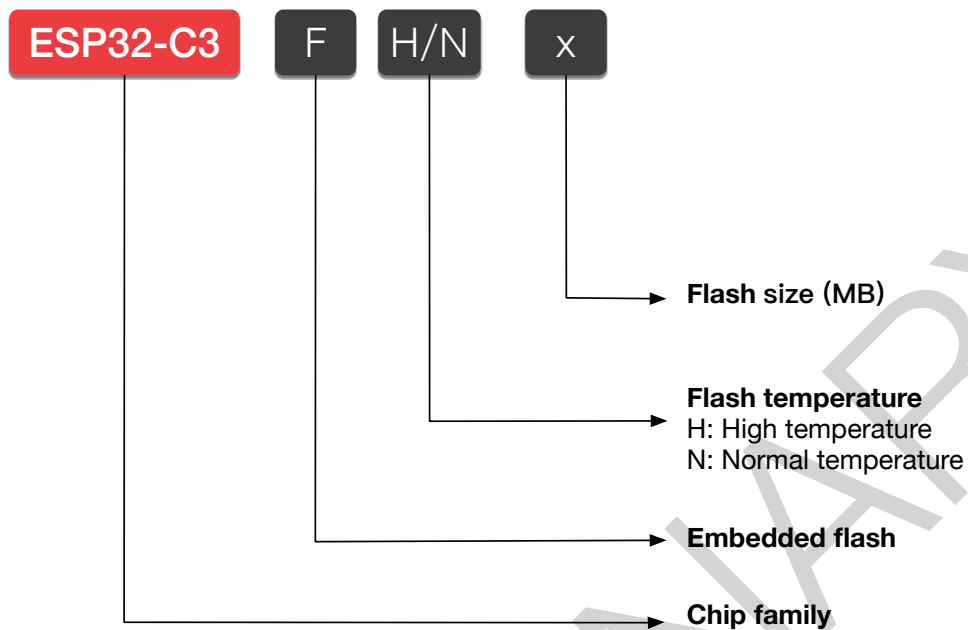 ESP32-C3 F H/N x
Flash size (MB)
Flash temperature
H: High temperature
N: Normal temperature
Embedded flash
Chip family